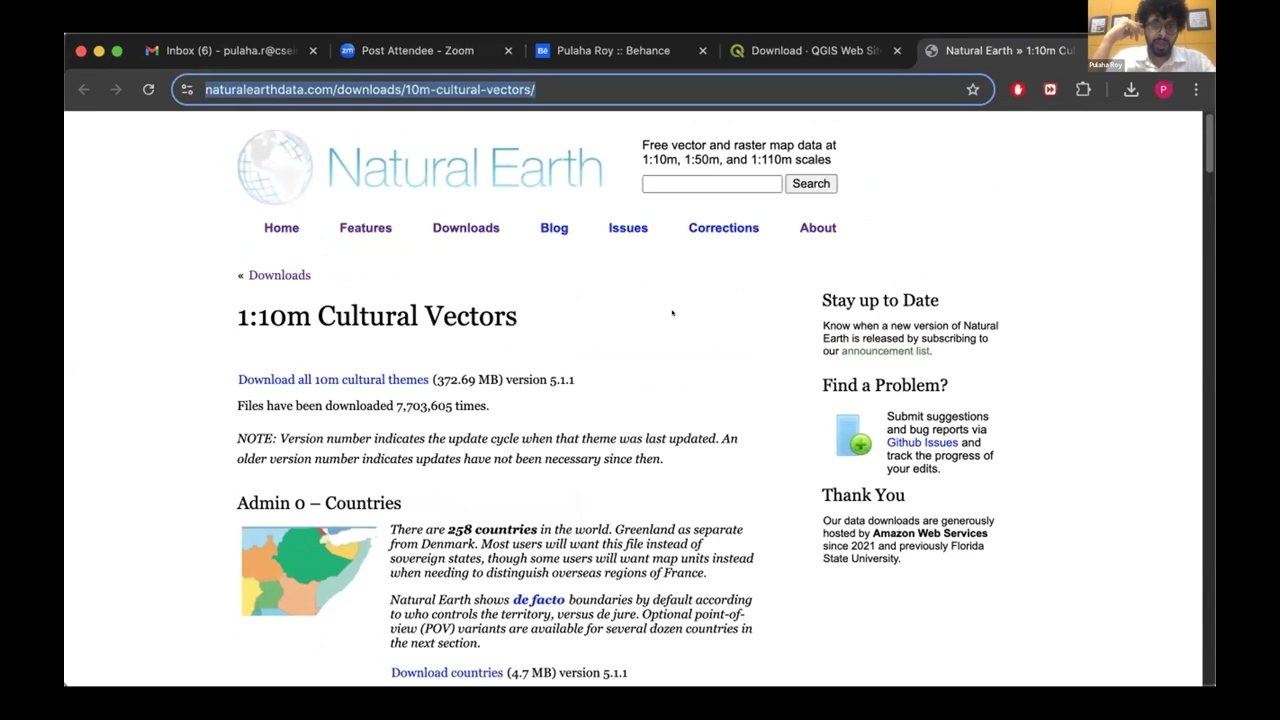 Inbox (6) - pulaha.r@csei
Post Attendee - Zoom
Pulaha Roy :: Behance
Download · QGIS Web Sit
Natural Earth » 1:10m Cu
Pulaha Roy
naturalearthdata.com/downloads/10m-cultural-vectors/
P
Natural Earth
Free vector and raster map data at
1:10m, 1:50m, and 1:110m scales
Search
Home
Features
Downloads
Blog
Issues
Corrections
About
« Downloads
1:10m Cultural Vectors
Download all 10m cultural themes (372.69 MB) version 5.1.1
Files have been downloaded 7,703,605 times.
NOTE: Version number indicates the update cycle when that theme was last updated. An
older version number indicates updates have not been necessary since then.
Admin 0 – Countries
There are 258 countries in the world. Greenland as separate
from Denmark. Most users will want this file instead of
sovereign states, though some users will want map units instead
when needing to distinguish overseas regions of France.
Natural Earth shows de facto boundaries by default according
to who controls the territory, versus de jure. Optional point-of-
view (POV) variants are available for several dozen countries in
the next section.
Download countries (4.7 MB) version 5.1.1
Stay up to Date
Know when a new version of Natural
Earth is released by subscribing to
our announcement list.
Find a Problem?
Submit suggestions
and bug reports via
Github Issues and
track the progress of
your edits.
Thank You
Our data downloads are generously
hosted by Amazon Web Services
since 2021 and previously Florida
State University.